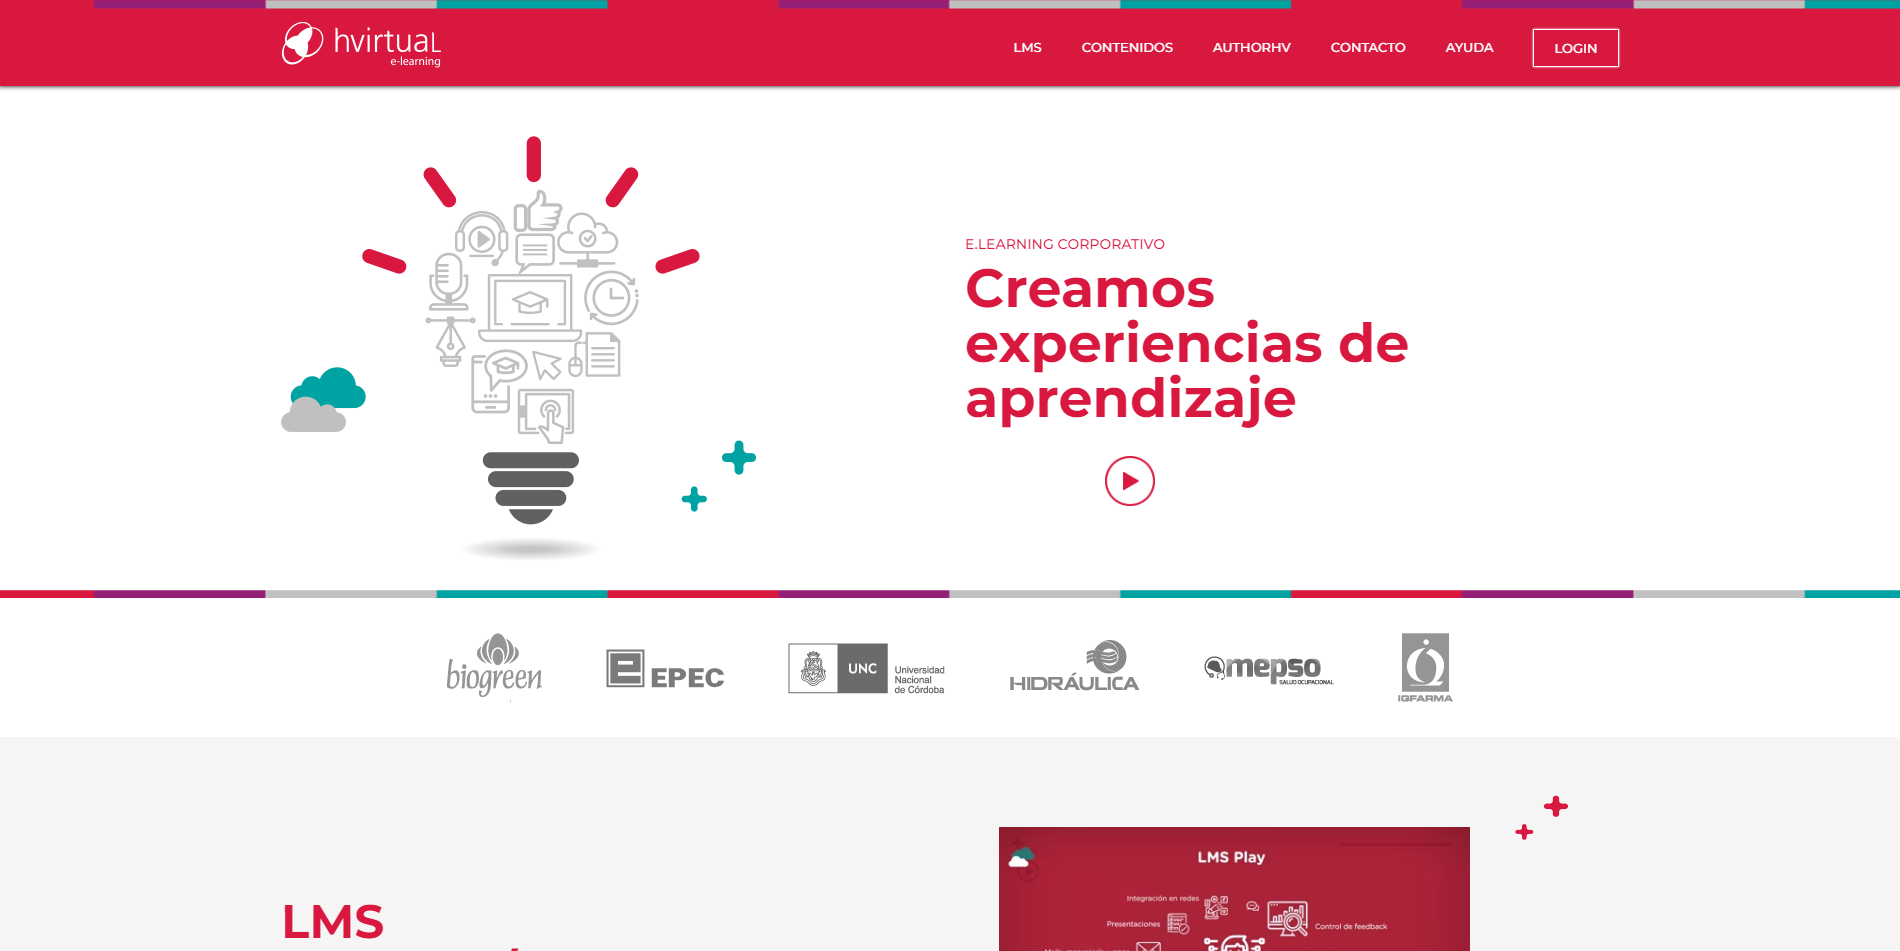 hvirtuaL
e-learning
LMS
CONTENIDOS
AUTHORHV
CONTACTO
AYUDA
LOGIN
E.LEARNING CORPORATIVO
Creamos
experiencias de
aprendizaje
biogreen
EPEC
UNC
Universidad
Nacional
de Córdoba
HIDRÁULICA
mepso
SALUD OCUPACIONAL
IQFARMA
LMS Play
Integración en redes
Presentaciones
Control de feedback
LMS